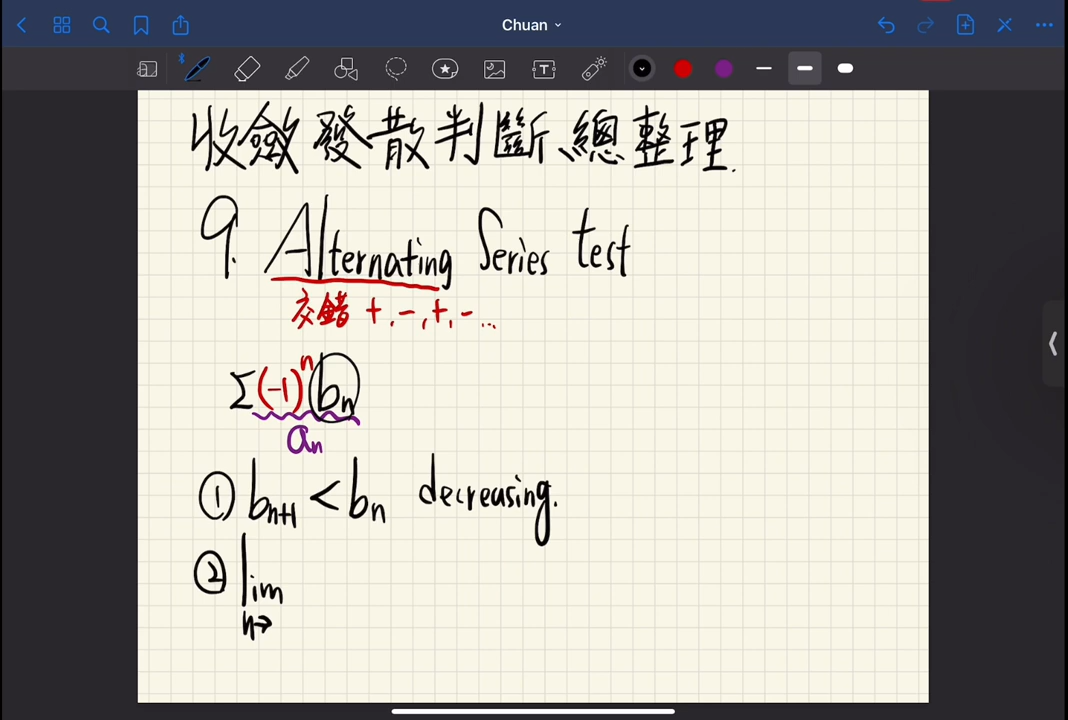 Chuan
收斂發散判斷、總整理.
9. Alternating Series test
交錯 +, -, +, - ...
Σ(-1)ⁿ bₙ
aₙ
① bₙ₊₁ < bₙ decreasing.
② lim
n→